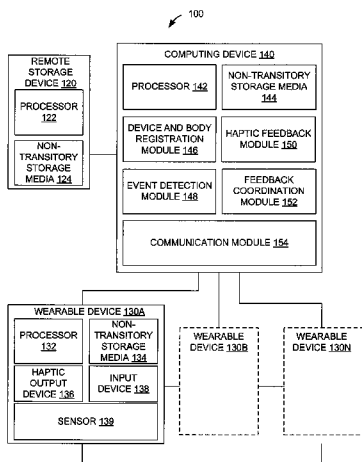 100
REMOTE
STORAGE
DEVICE 120
PROCESSOR
122
NON-
TRANSITORY
STORAGE
MEDIA 124
COMPUTING DEVICE 140
PROCESSOR 142
NON-TRANSITORY
STORAGE MEDIA
144
DEVICE AND BODY
REGISTRATION
MODULE 146
HAPTIC FEEDBACK
MODULE 150
EVENT DETECTION
MODULE 148
FEEDBACK
COORDINATION
MODULE 152
COMMUNICATION MODULE 154
WEARABLE DEVICE 130A
PROCESSOR
132
NON-
TRANSITORY
STORAGE
MEDIA 134
HAPTIC
OUTPUT
DEVICE 136
INPUT
DEVICE 138
SENSOR 139
WEARABLE
DEVICE 130B
WEARABLE
DEVICE 130N